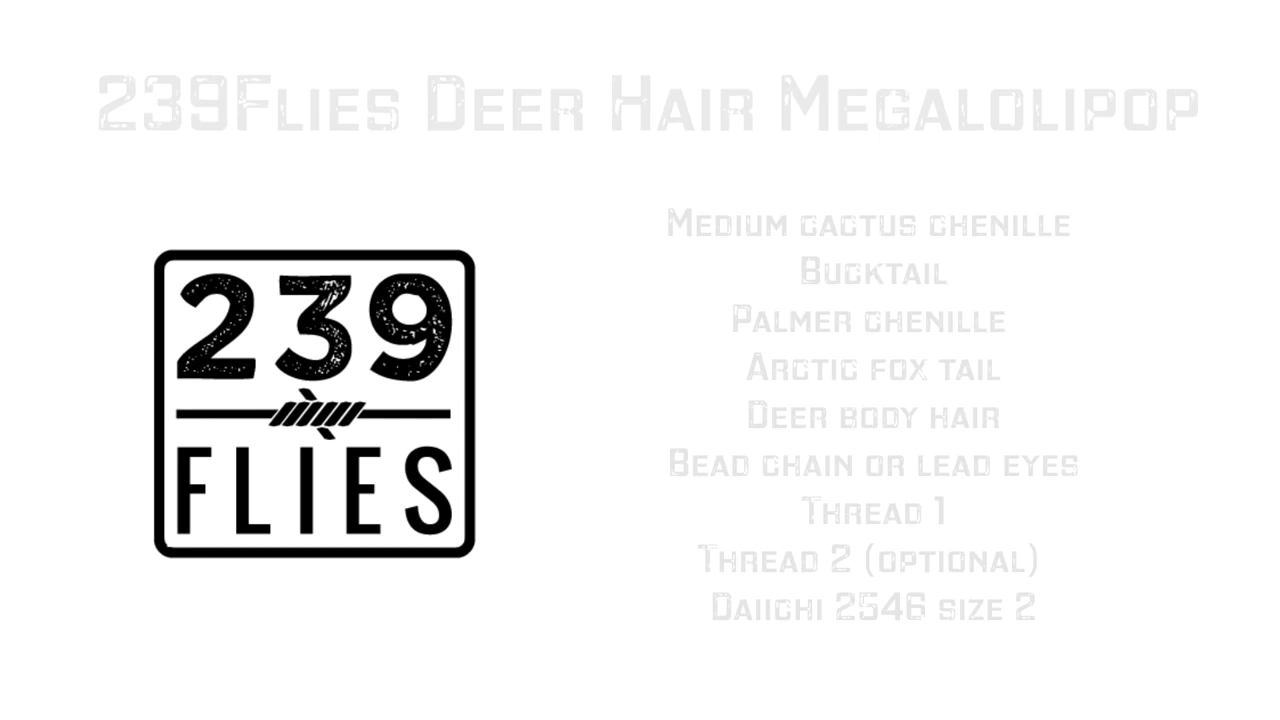 239Flies Deer Hair Megalolipop
239
FLIES
Medium cactus chenille
Bucktail
Palmer chenille
Arctic fox tail
Deer body hair
Bead chain or lead eyes
Thread 1
Thread 2 (optional)
Daiichi 2546 size 2